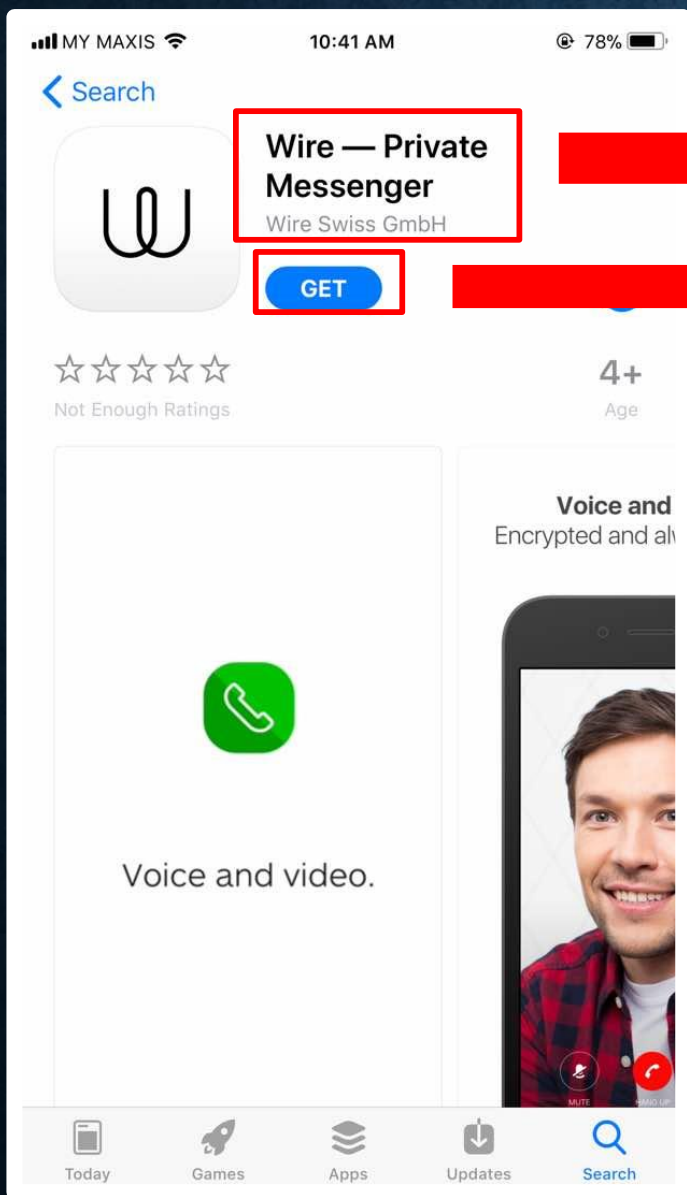 MY MAXIS 10:41 AM 78%
Search
Wire — Private
Messenger
Wire Swiss GmbH
GET
4+
Not Enough Ratings Age
Voice and
Encrypted and
Voice and video.
MUTE HANG UP
Today Games Apps Updates Search